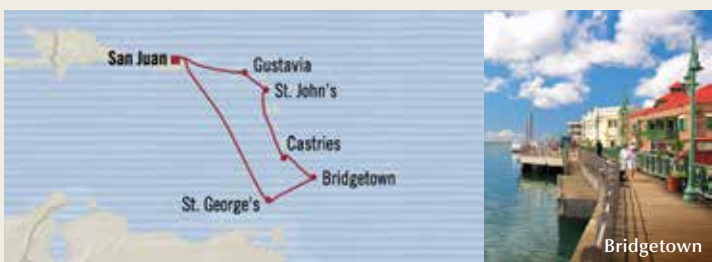 San Juan
Gustavia
St. John's
Castries
Bridgetown
St. George's
Bridgetown